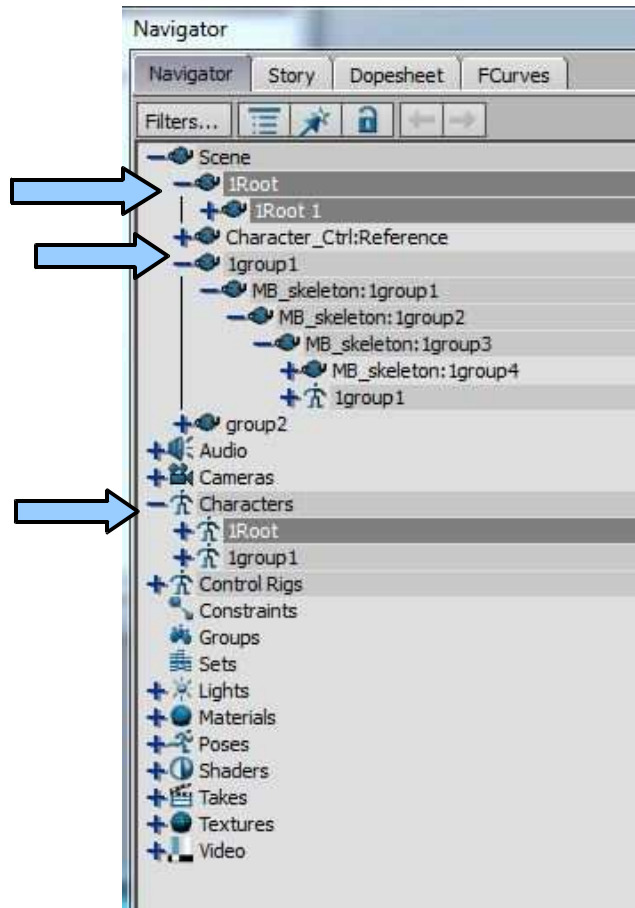 Navigator
Navigator Story Dopesheet FCurves
Filters...
Scene
1Root
1Root 1
Character_Ctrl:Reference
1group1
MB_skeleton:1group1
MB_skeleton:1group2
MB_skeleton:1group3
MB_skeleton:1group4
1group1
group2
Audio
Cameras
Characters
1Root
1group1
Control Rigs
Constraints
Groups
Sets
Lights
Materials
Poses
Shaders
Takes
Textures
Video